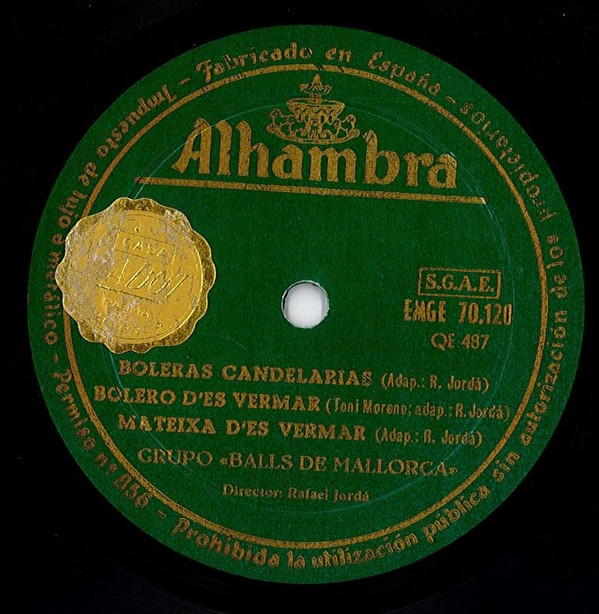 Fabricado en España – Prohibida la utilización pública sin autorización de los propietarios – Permiso nº 856 – Impuesto de lujo a metálico –
Alhambra
S.G.A.E.
EMGE 70.120
QE 487
CASA
BOLERAS CANDELARIAS (Adap.: R. Jordá)
BOLERO D'ES VERMAR (Toni Moreno; adap.: R. Jordá)
MATEIXA D'ES VERMAR (Adap.: R. Jordá)
GRUPO «BALLS DE MALLORCA»
Director: Rafael Jordá